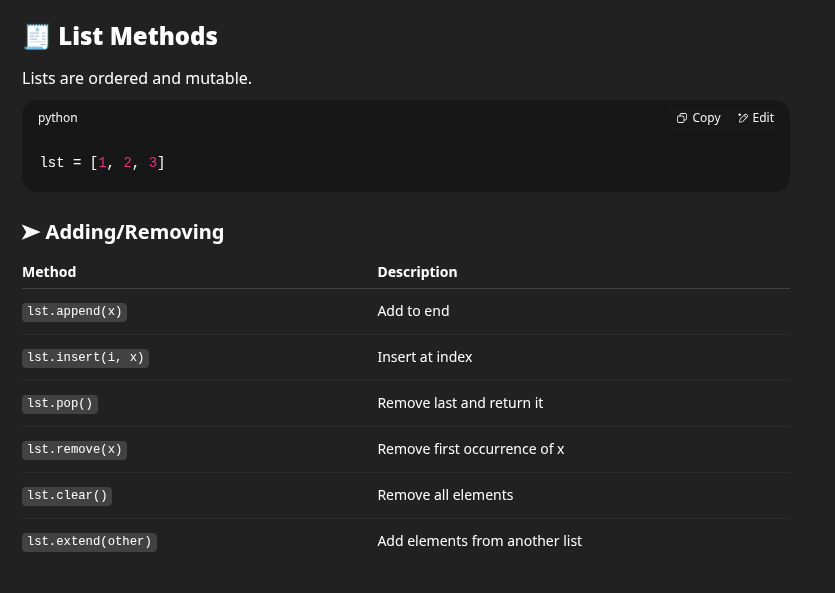 🧾 List Methods
Lists are ordered and mutable.
python Copy Edit
lst = [1, 2, 3]
➤ Adding/Removing
Method Description
lst.append(x) Add to end
lst.insert(i, x) Insert at index
lst.pop() Remove last and return it
lst.remove(x) Remove first occurrence of x
lst.clear() Remove all elements
lst.extend(other) Add elements from another list